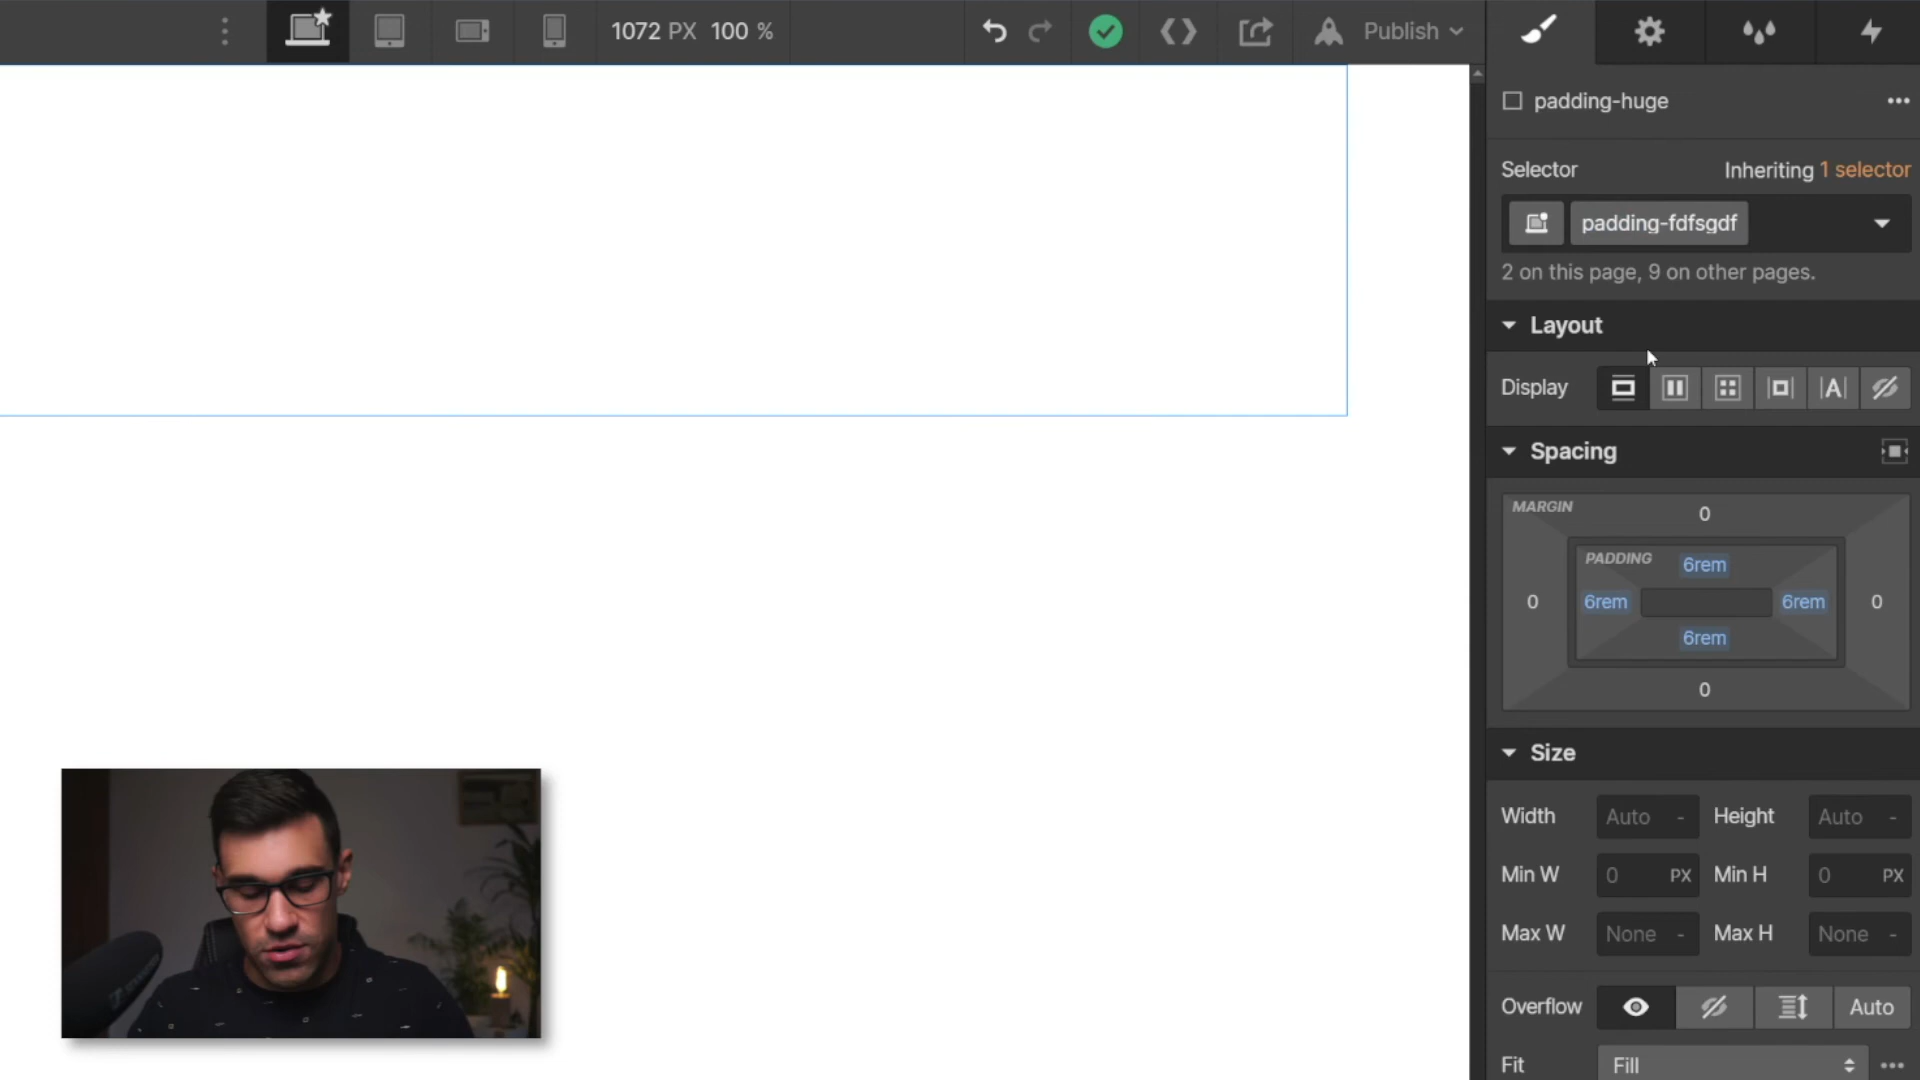 1072 PX 100 %
Publish
padding-huge
Selector
Inheriting 1 selector
padding-fdfsgdf
2 on this page, 9 on other pages.
Layout
Display
Spacing
MARGIN
0
PADDING
6rem
0
6rem
6rem
0
6rem
0
Size
Width
Auto
-
Height
Auto
-
Min W
0
PX
Min H
0
PX
Max W
None
-
Max H
None
-
Overflow
Auto
Fit
Fill